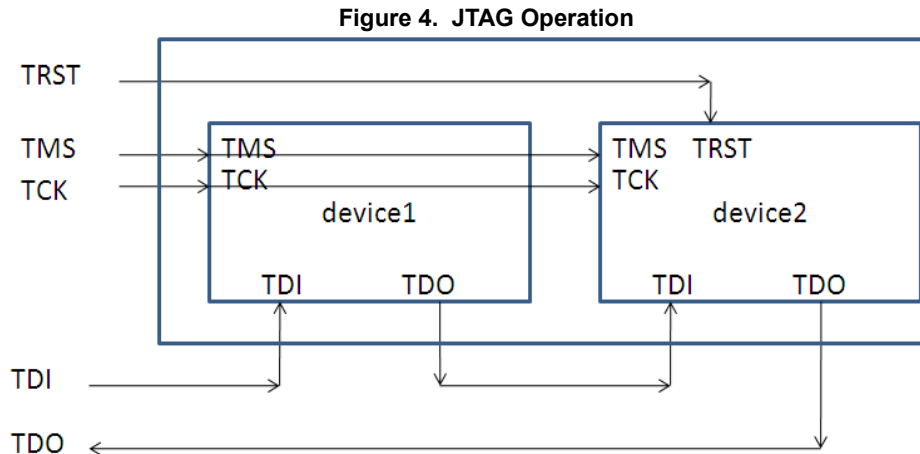 Figure 4. JTAG Operation
TRST
TMS
TCK
TMS
TCK
device1
TDI
TDO
TMS TRST
TCK
device2
TDI
TDO
TDI
TDO